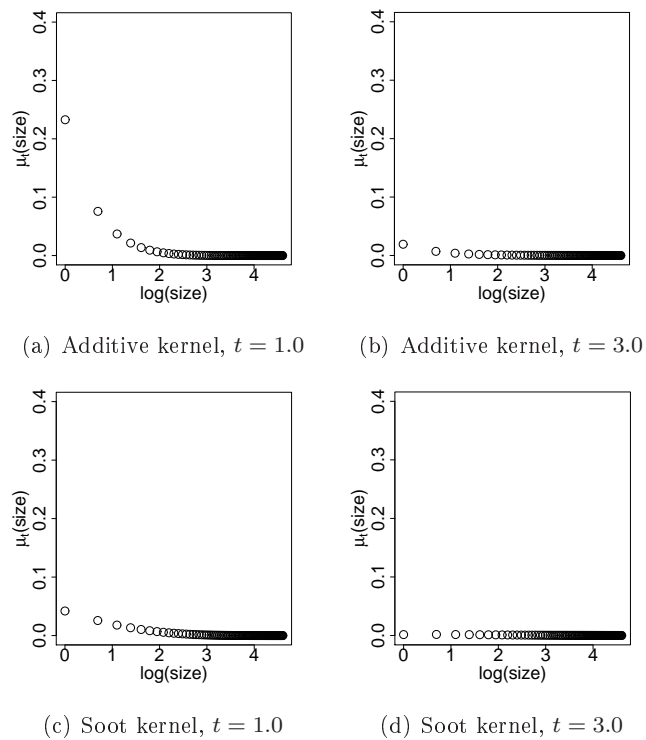 0.4
0.3
0.2
0.1
0.0
μt(size)
0 1 2 3 4
log(size)
(a) Additive kernel, t = 1.0
0.4
0.3
0.2
0.1
0.0
μt(size)
0 1 2 3 4
log(size)
(b) Additive kernel, t = 3.0
0.4
0.3
0.2
0.1
0.0
μt(size)
0 1 2 3 4
log(size)
(c) Soot kernel, t = 1.0
0.4
0.3
0.2
0.1
0.0
μt(size)
0 1 2 3 4
log(size)
(d) Soot kernel, t = 3.0